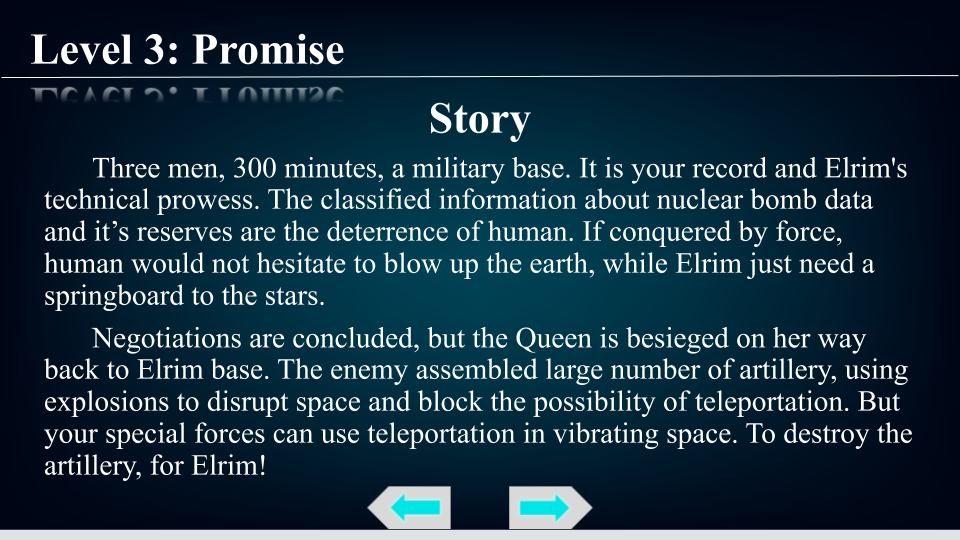 Level 3: Promise
Story
Three men, 300 minutes, a military base. It is your record and Elrim's
technical prowess. The classified information about nuclear bomb data
and it’s reserves are the deterrence of human. If conquered by force,
human would not hesitate to blow up the earth, while Elrim just need a
springboard to the stars.
Negotiations are concluded, but the Queen is besieged on her way
back to Elrim base. The enemy assembled large number of artillery, using
explosions to disrupt space and block the possibility of teleportation. But
your special forces can use teleportation in vibrating space. To destroy the
artillery, for Elrim!